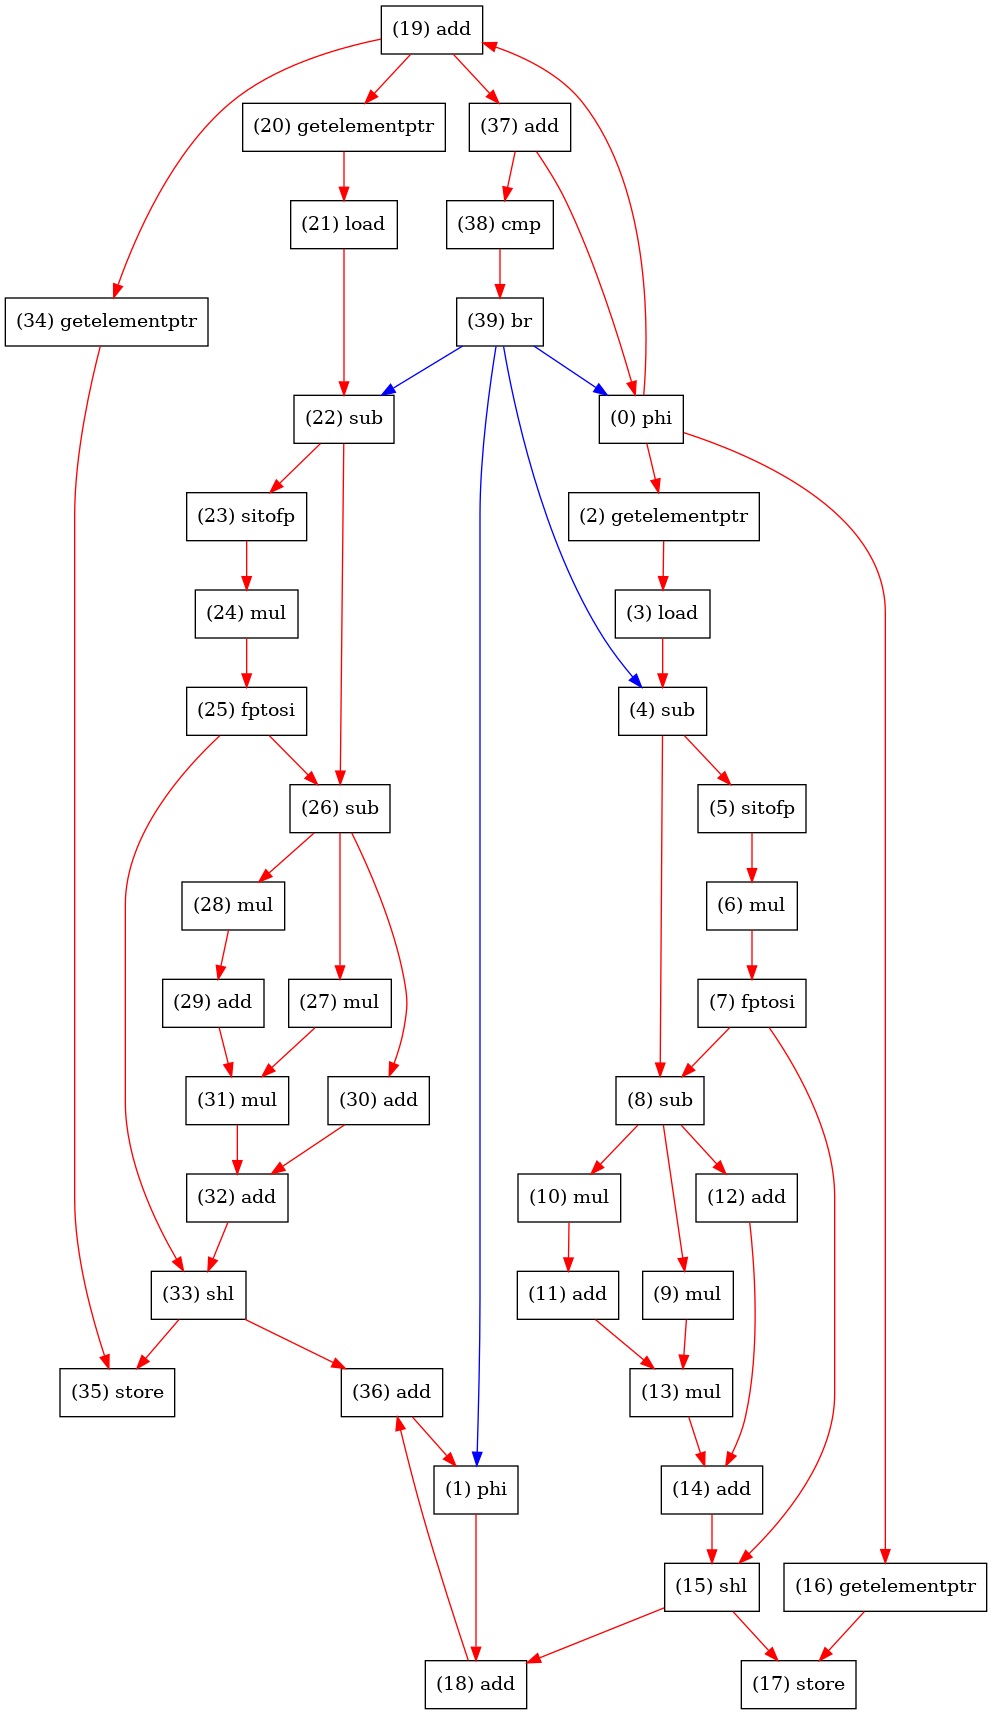 (19) add
(20) getelementptr
(37) add
(21) load
(38) cmp
(34) getelementptr
(39) br
(22) sub
(0) phi
(23) sitofp
(2) getelementptr
(24) mul
(3) load
(25) fptosi
(4) sub
(26) sub
(5) sitofp
(28) mul
(6) mul
(29) add
(27) mul
(7) fptosi
(31) mul
(30) add
(8) sub
(32) add
(10) mul
(12) add
(33) shl
(11) add
(9) mul
(35) store
(36) add
(13) mul
(1) phi
(14) add
(15) shl
(16) getelementptr
(18) add
(17) store